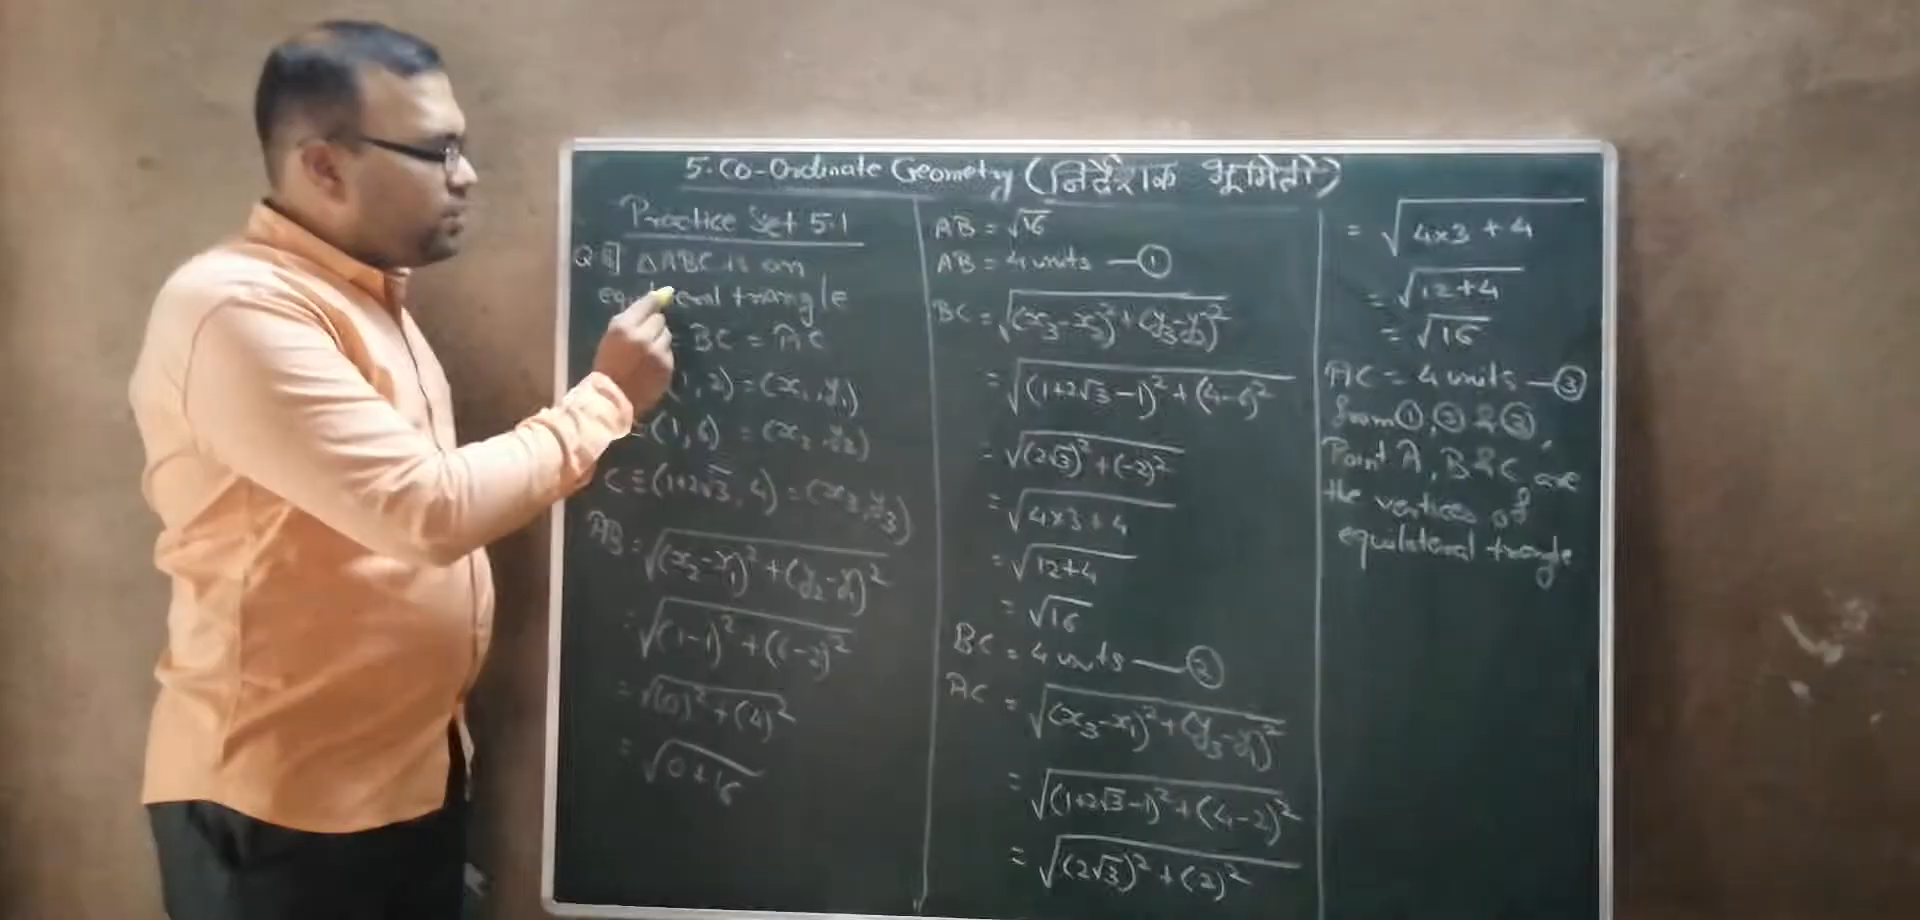 5. Co-Ordinate Geometry (निर्देशक भूमिती)
Practice Set 5.1
Q ∆ABC is an
equilateral triangle
= BC = AC
(1, 2) = (x₁, y₁)
≡ (1, 6) = (x₂, y₂)
C ≡ (1+2√3, 4) = (x₃, y₃)
AB = √((x₂-x₁)² + (y₂-y₁)²)
= √((1-1)² + (6-2)²)
= √((0)² + (4)²)
= √(0+16)
AB = √16
AB = 4 units —①
BC = √((x₃-x₂)² + (y₃-y₂)²)
= √((1+2√3-1)² + (4-6)²)
= √((2√3)² + (-2)²)
= √(4x3+4)
= √(12+4)
= √16
BC = 4 units —②
AC = √((x₃-x₁)² + (y₃-y₁)²)
= √((1+2√3-1)² + (4-2)²)
= √((2√3)² + (2)²)
= √(4x3+4)
= √(12+4)
= √16
AC = 4 units —③
from ①, ② & ③,
Point A, B & C are
the vertices of
equilateral triangle